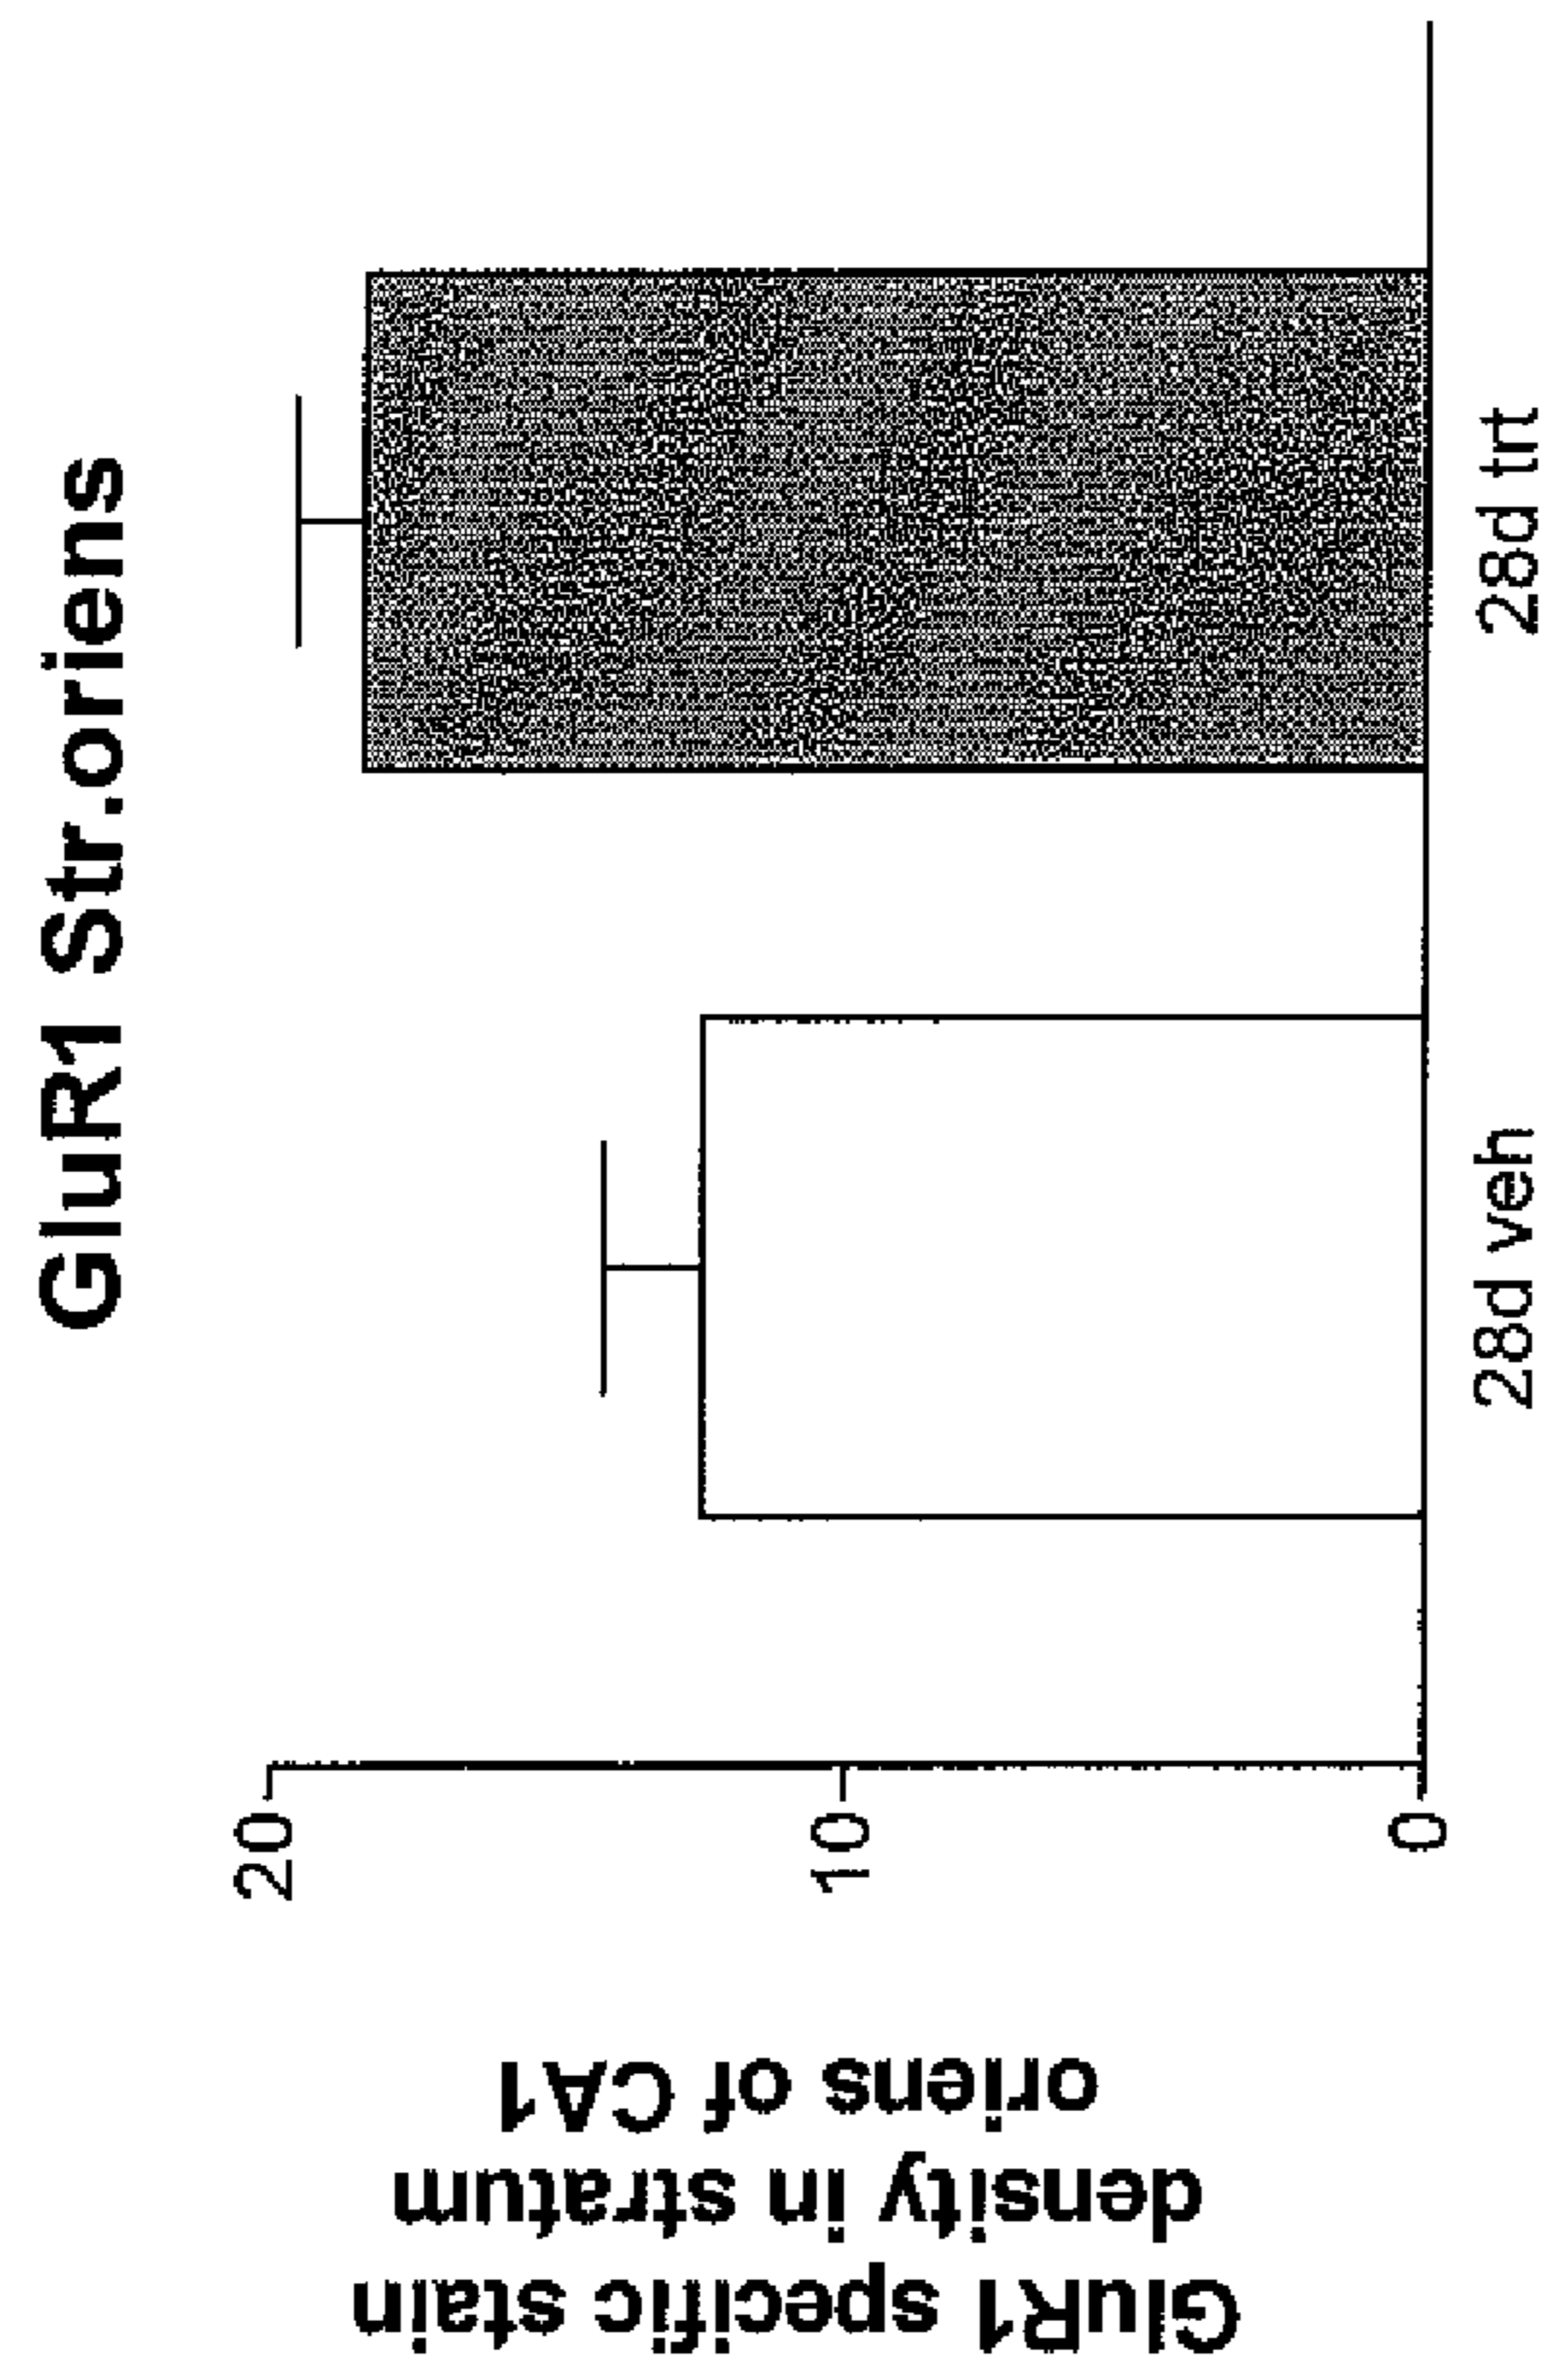 GluR1 Str.oriens
GluR1 specific stain
density in stratum
oriens of CA1
20
10
0
28d veh
28d trt